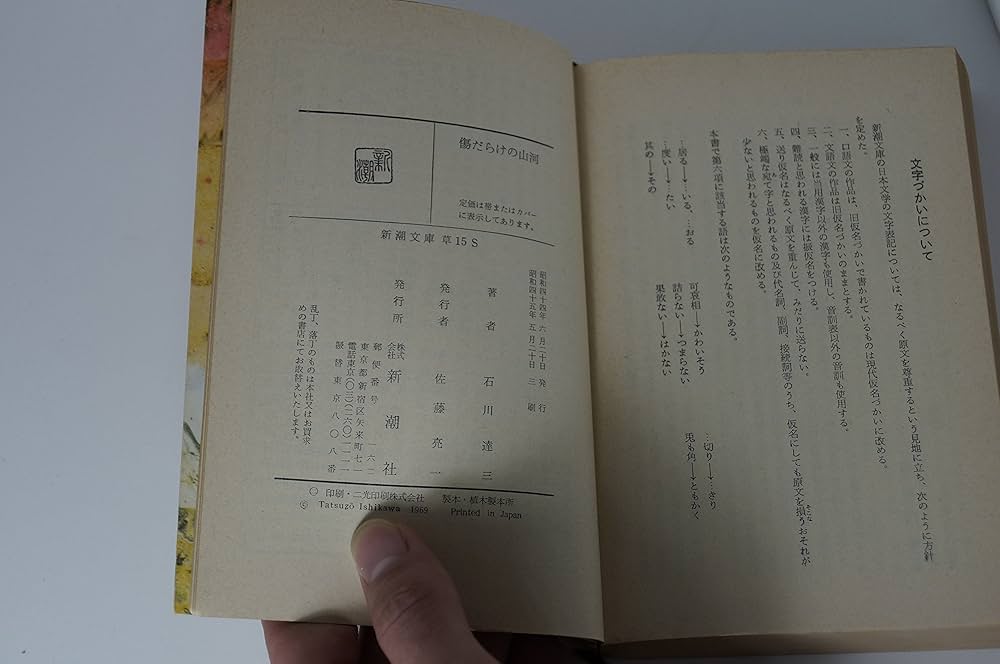 文字づかいについて
新潮文庫の日本文学の文字表記については、なるべく原文を尊重するという見地に立ち、次のように方針
を定めた。
一、口語文の作品は、旧仮名づかいで書かれているものは現代仮名づかいに改める。
二、文語文の作品は旧仮名づかいのままとする。
三、一般には当用漢字以外の漢字も使用し、音訓表以外の音訓も使用する。
四、難読と思われる漢字には振仮名をつける。
五、送り仮名はなるべく原文を重んじて、みだりに送らない。
六、極端な宛て字と思われるもの及び代名詞、副詞、接続詞等のうち、仮名にしても原文を損うおそれが
少ないと思われるものを仮名に改める。
本書で第六項に該当する語は次のようなものである。
…居る→…いる、…おる
…度い→…たい
其の→その
可哀相→かわいそう
詰らない→つまらない
果敢ない→はかない
…切り→…きり
兎も角→ともかく
傷だらけの山河
定価は帯またはカバー
に表示してあります。
新潮
新潮文庫 草15S
昭和四十四年六月二十日発行
昭和四十五年五月二十日三刷
著者 石川達三
発行者 佐藤亮一
発行所 株式会社 新潮社
郵便番号 一六二
東京都新宿区矢来町七一
電話東京(〇三)(二六〇)一一一一
振替東京八〇八番
乱丁、落丁のものは本社又はお買求
めの書店にてお取替えいたします。
印刷・二光印刷株式会社 製本・植木製本所
© Tatsuzō Ishikawa 1969 Printed in Japan